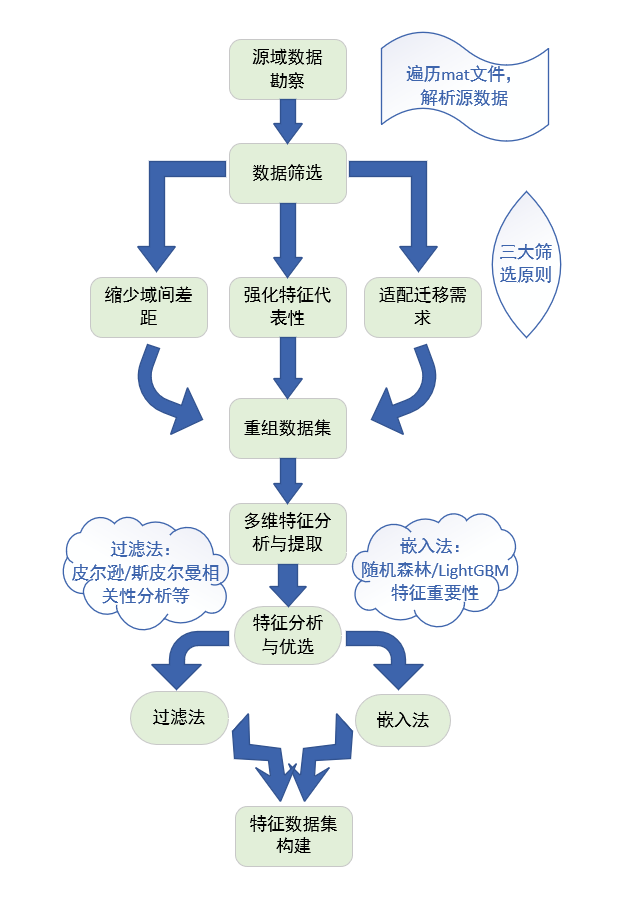 源域数据
勘察
遍历mat文件，
解析源数据
数据筛选
三大筛
选原则
缩少域间差
距
强化特征代
表性
适配迁移需
求
重组数据集
多维特征分
析与提取
过滤法：
皮尔逊/斯皮尔曼相
关性分析等
嵌入法：
随机森林/LightGBM
特征重要性
特征分析
与优选
过滤法
嵌入法
特征数据集
构建